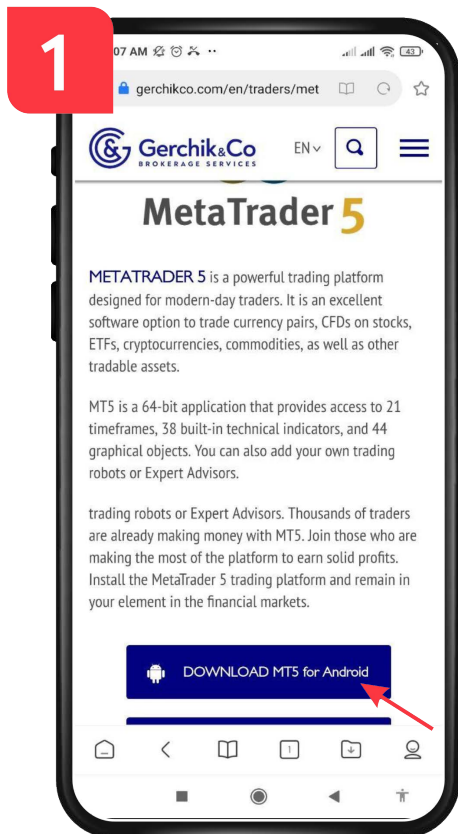 1
07 AM
43
gerchikco.com/en/traders/met
Gerchik&Co
BROKERAGE SERVICES
EN
MetaTrader 5
METATRADER 5 is a powerful trading platform
designed for modern-day traders. It is an excellent
software option to trade currency pairs, CFDs on stocks,
ETFs, cryptocurrencies, commodities, as well as other
tradable assets.
MT5 is a 64-bit application that provides access to 21
timeframes, 38 built-in technical indicators, and 44
graphical objects. You can also add your own trading
robots or Expert Advisors.
trading robots or Expert Advisors. Thousands of traders
are already making money with MT5. Join those who are
making the most of the platform to earn solid profits.
Install the MetaTrader 5 trading platform and remain in
your element in the financial markets.
DOWNLOAD MT5 for Android
1